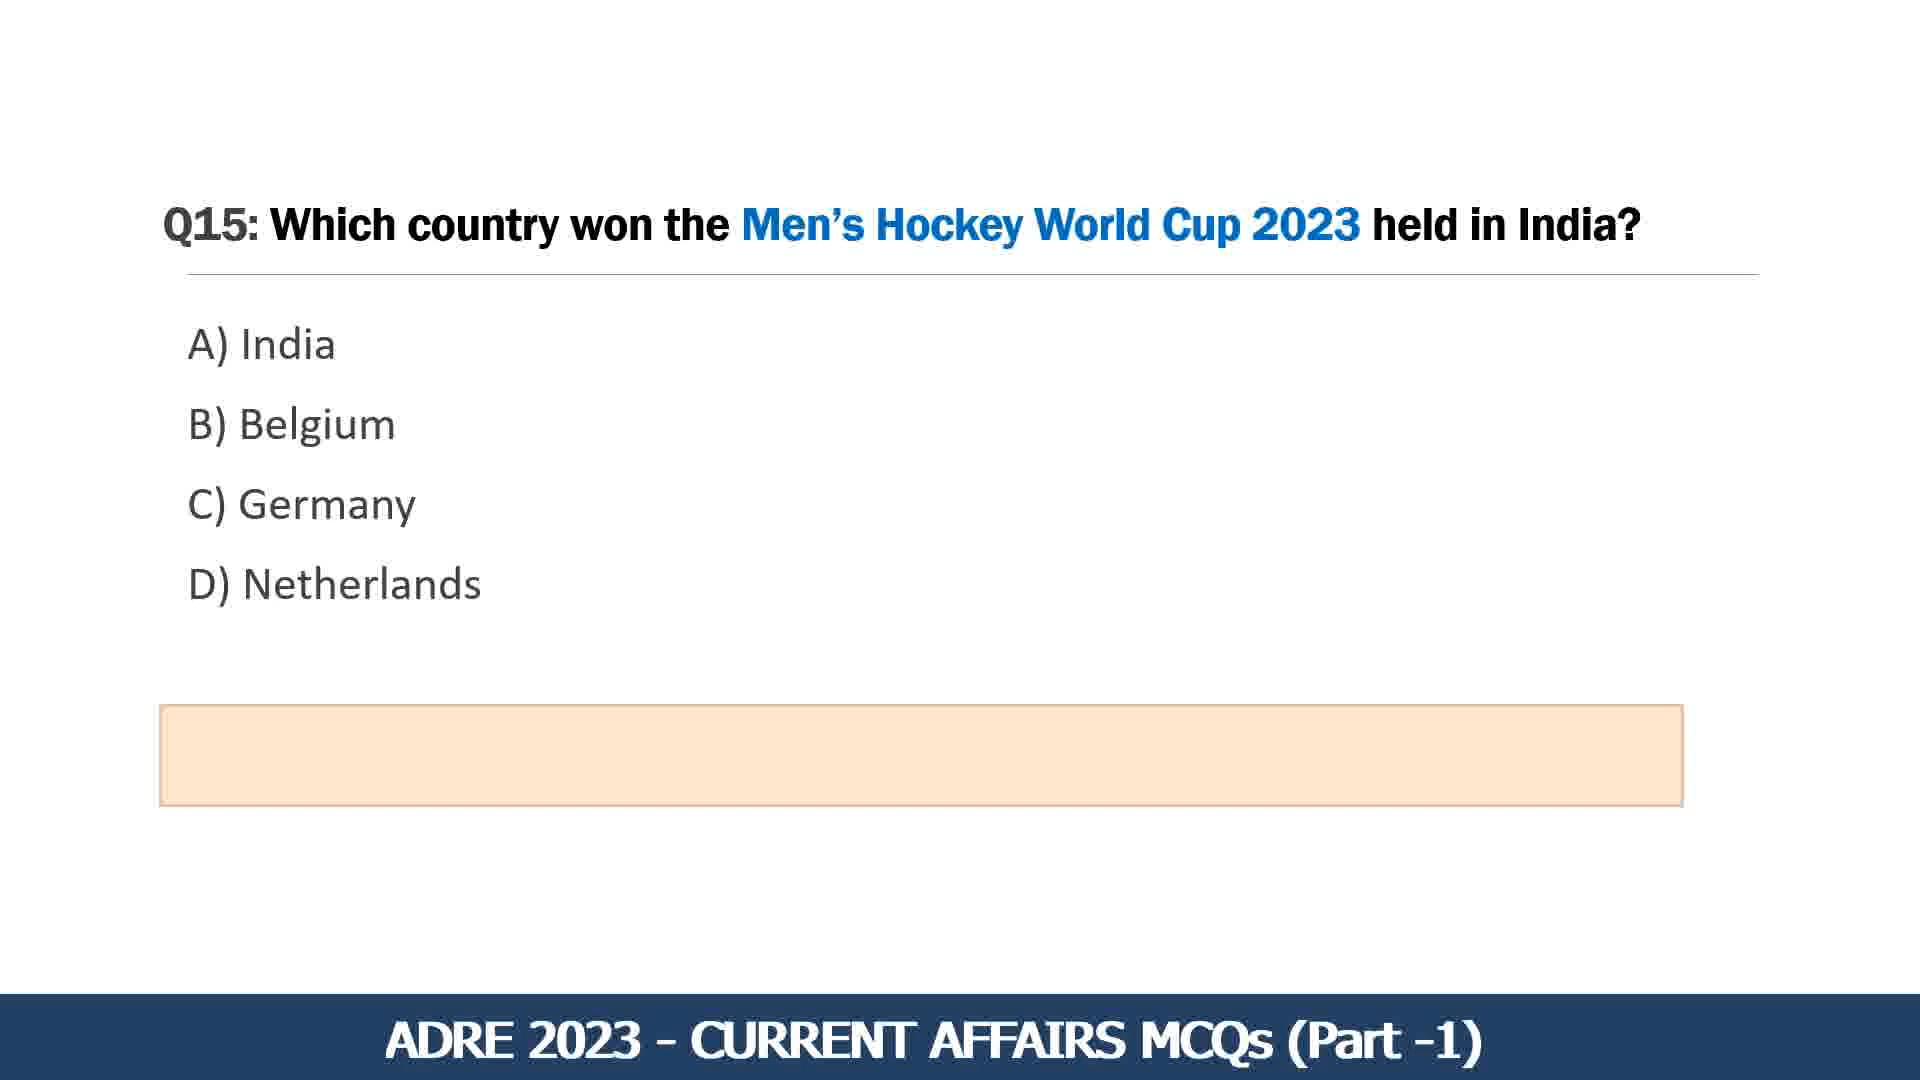 Q15: Which country won the Men’s Hockey World Cup 2023 held in India?
A) India
B) Belgium
C) Germany
D) Netherlands
ADRE 2023 - CURRENT AFFAIRS MCQs (Part -1)